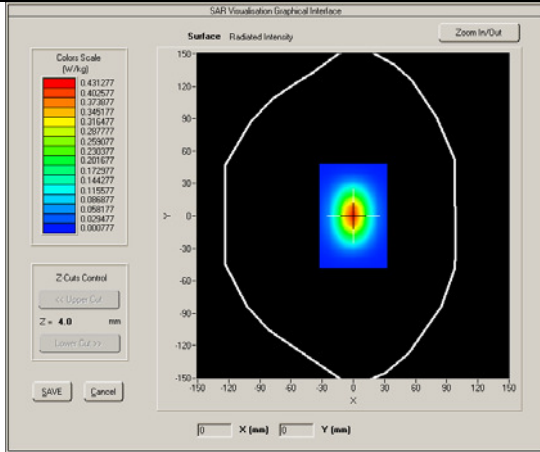 SAR Visualisation Graphical Interface
Surface Radiated Intensity
Zoom In/Out
Colors Scale
(W/kg)
0.431277
0.402577
0.373877
0.345177
0.316477
0.287777
0.259077
0.230377
0.201677
0.172977
0.144277
0.115577
0.086877
0.058177
0.029477
0.000777
150
120
90
60
30
0
-30
-60
-90
-120
-150
Y
-150 -120 -90 -60 -30 0 30 60 90 120 150
X
Z-Cuts Control
<< Upper Cut
Z = 4.0 mm
Lower Cut >>
SAVE Cancel
0 X (mm) 0 Y (mm)